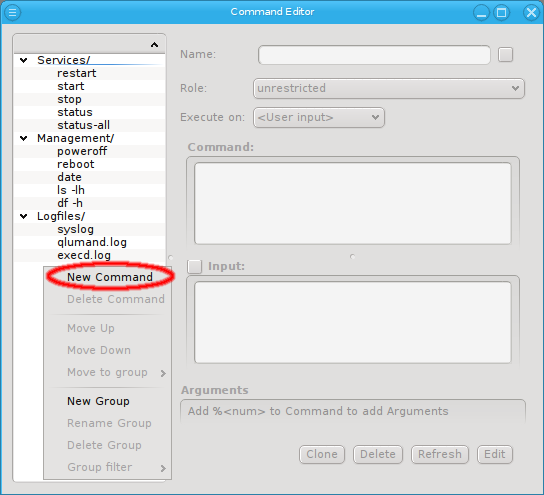 Command Editor
Services/
restart
start
stop
status
status-all
Management/
poweroff
reboot
date
ls -lh
df -h
Logfiles/
syslog
qlumand.log
execd.log
New Command
Delete Command
Move Up
Move Down
Move to group
New Group
Rename Group
Delete Group
Group filter
Name:
Role:
unrestricted
Execute on:
<User input>
Command:
Input:
Arguments
Add %<num> to Command to add Arguments
Clone
Delete
Refresh
Edit